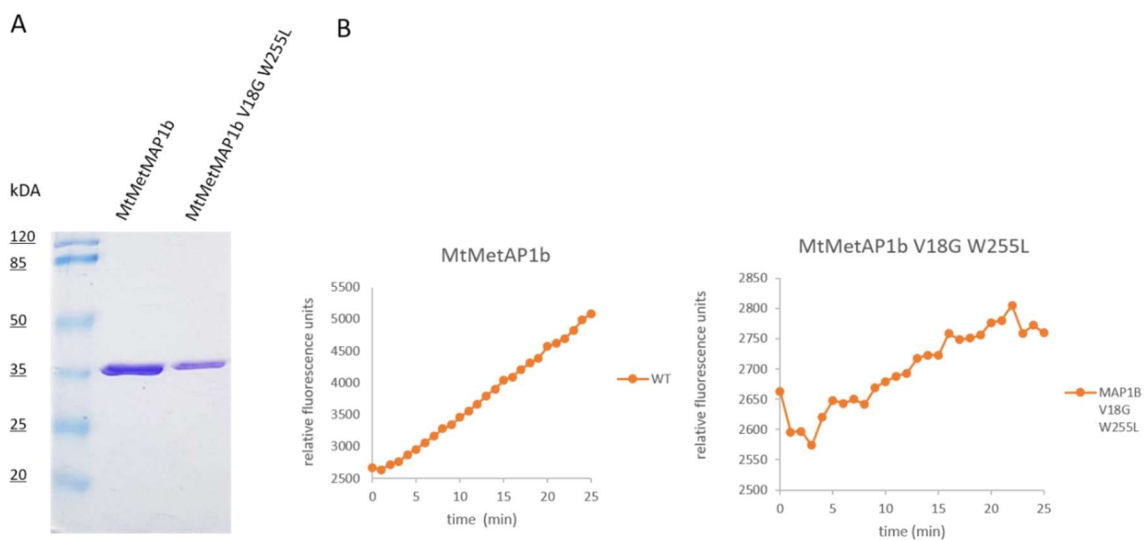 A
B
kDA
MtMetMAP1b
MtMetMAP1b V18G W255L
120
85
50
35
25
20
MtMetAP1b
relative fluorescence units
5500
5000
4500
4000
3500
3000
2500
0 5 10 15 20 25
time (min)
WT
MtMetAP1b V18G W255L
relative fluorescence units
2850
2800
2750
2700
2650
2600
2550
2500
0 5 10 15 20 25
time (min)
MAP1B
V18G
W255L